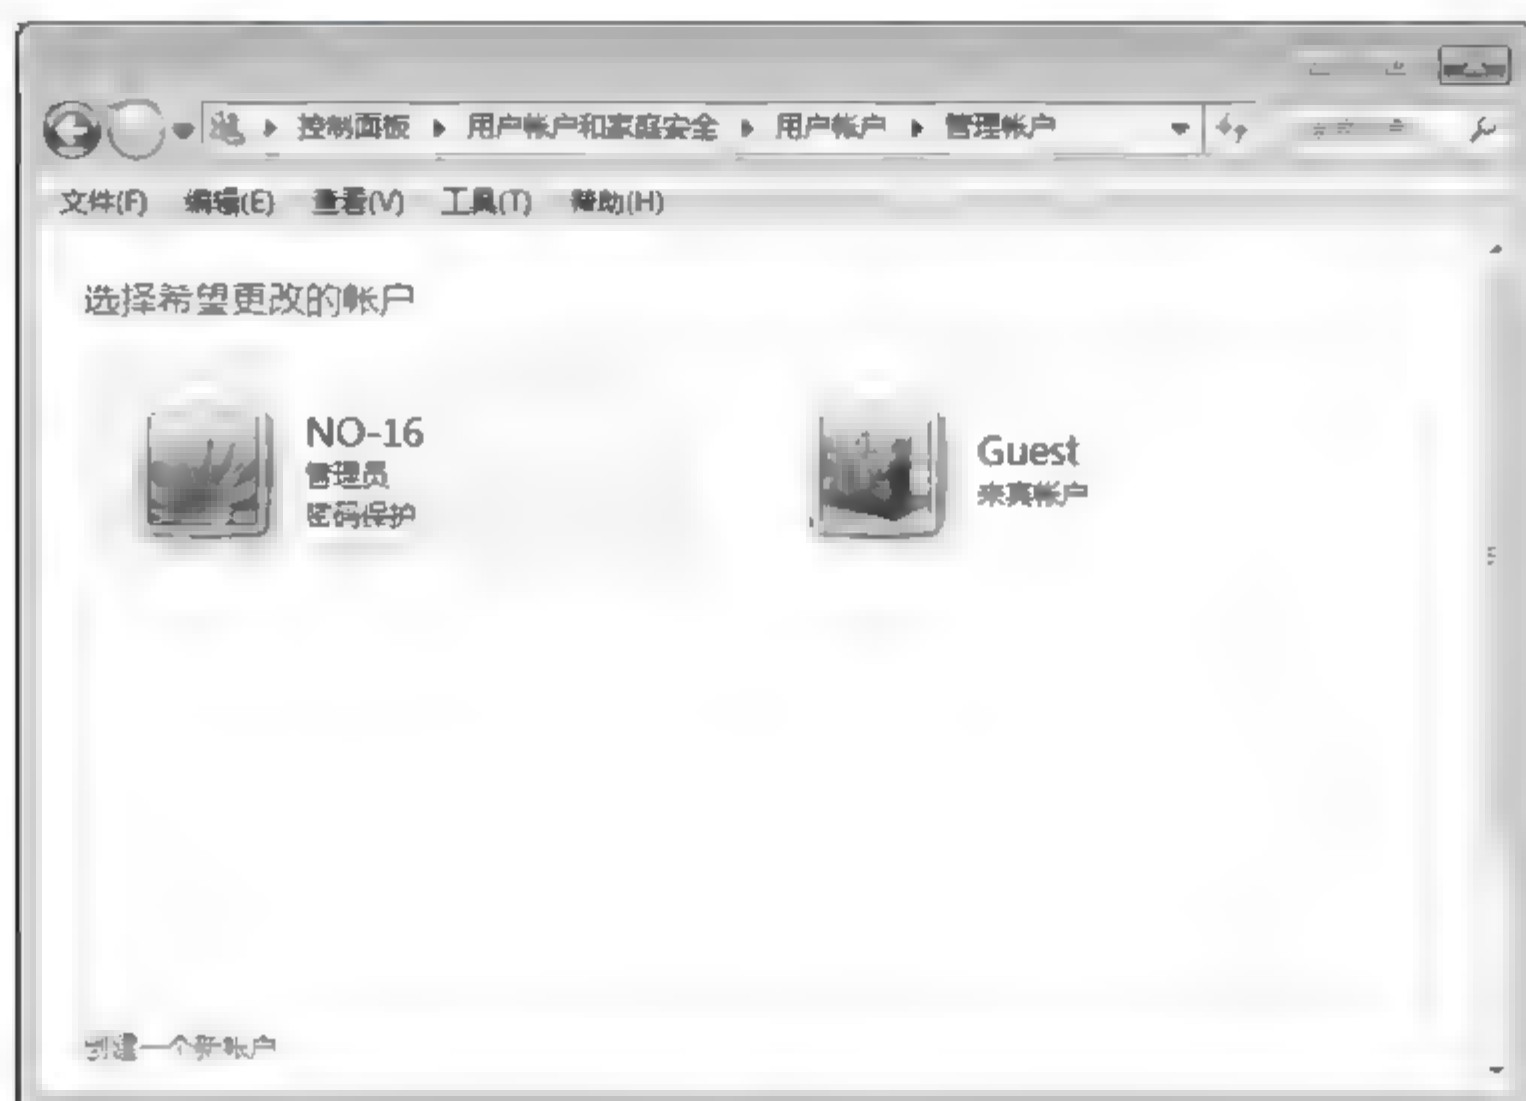 控制面板 ▸ 用户帐户和家庭安全 ▸ 用户帐户 ▸ 管理帐户
文件(F) 编辑(E) 查看(V) 工具(T) 帮助(H)
选择希望更改的帐户
NO-16
管理员
密码保护
Guest
来宾帐户
创建一个新帐户